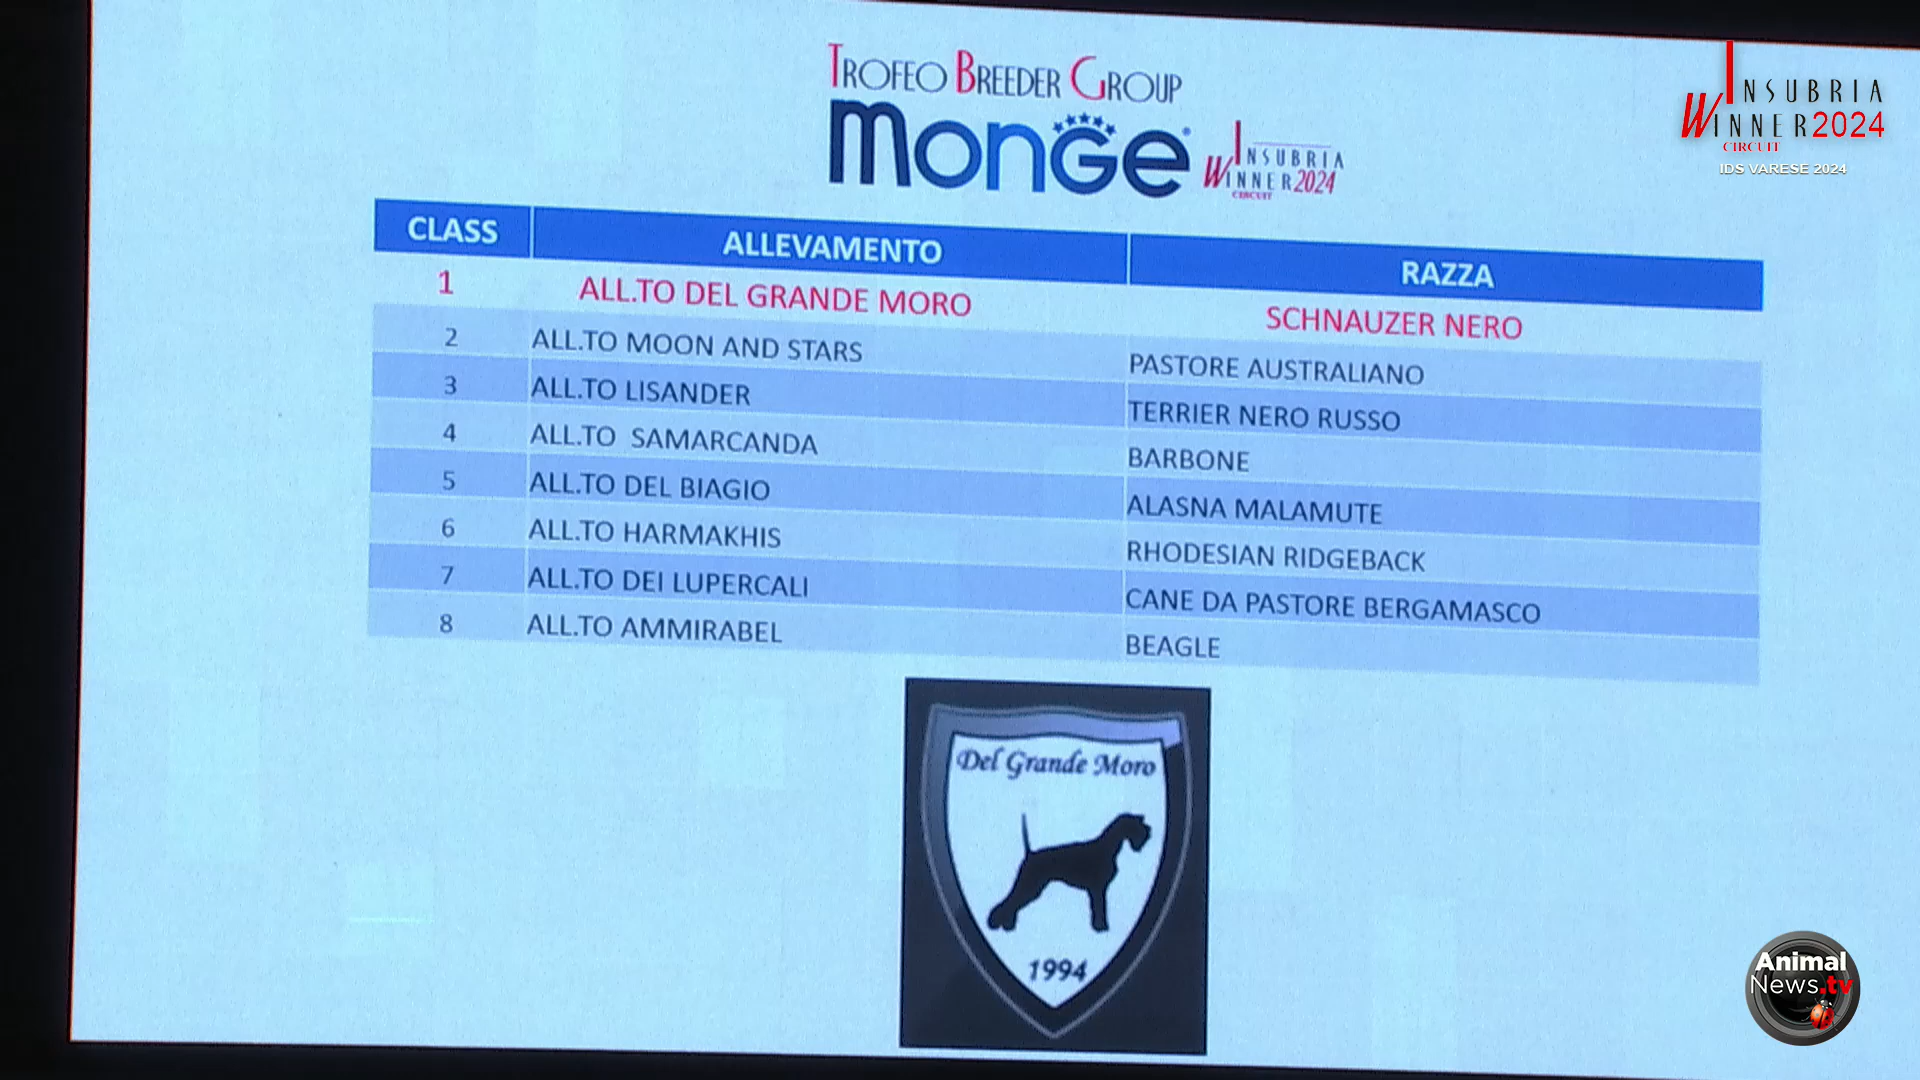 TROFEO BREEDER GROUP
monge
INSUBRIA
WINNER 2024
CIRCUIT
INSUBRIA
WINNER 2024
CIRCUIT
IDS VARESE 2024
CLASS ALLEVAMENTO RAZZA
1 ALL.TO DEL GRANDE MORO SCHNAUZER NERO
2 ALL.TO MOON AND STARS PASTORE AUSTRALIANO
3 ALL.TO LISANDER TERRIER NERO RUSSO
4 ALL.TO SAMARCANDA BARBONE
5 ALL.TO DEL BIAGIO ALASNA MALAMUTE
6 ALL.TO HARMAKHIS RHODESIAN RIDGEBACK
7 ALL.TO DEI LUPERCALI CANE DA PASTORE BERGAMASCO
8 ALL.TO AMMIRABEL BEAGLE
Del Grande Moro
1994
Animal
News.tv